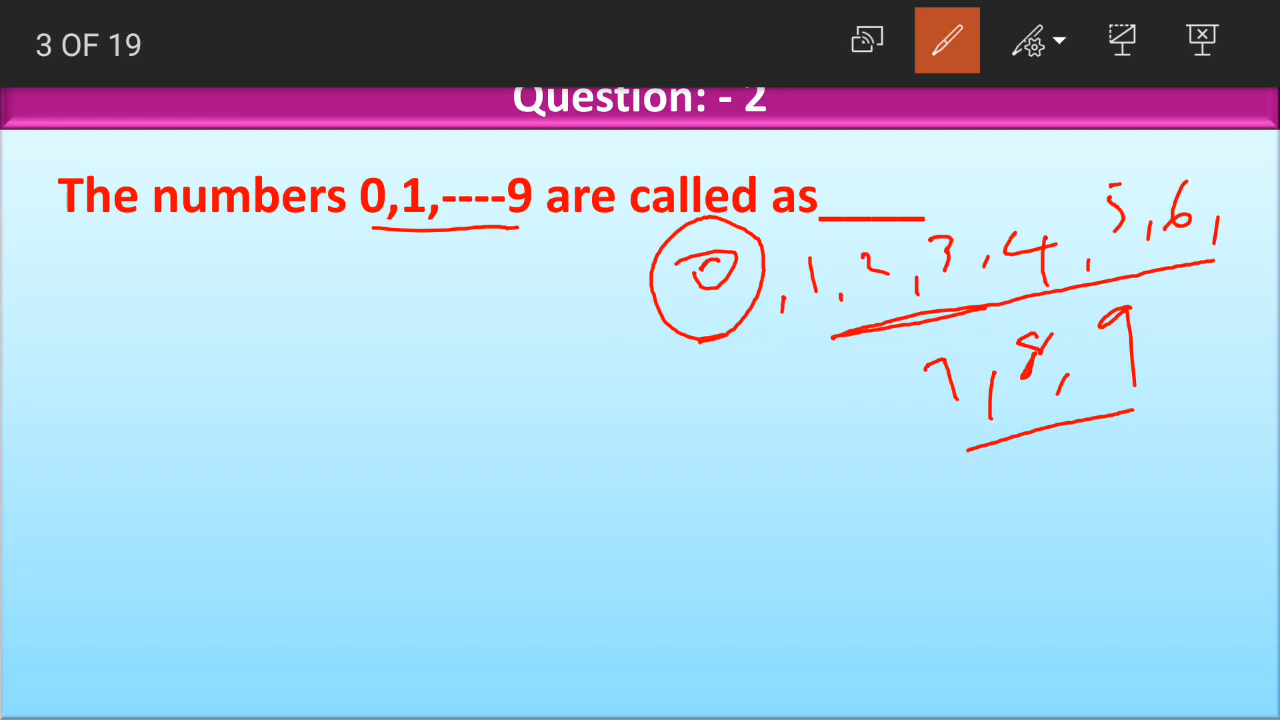 3 OF 19
Question: - 2
The numbers 0,1,----9 are called as____
0, 1, 2, 3, 4, 5, 6,
7, 8, 9